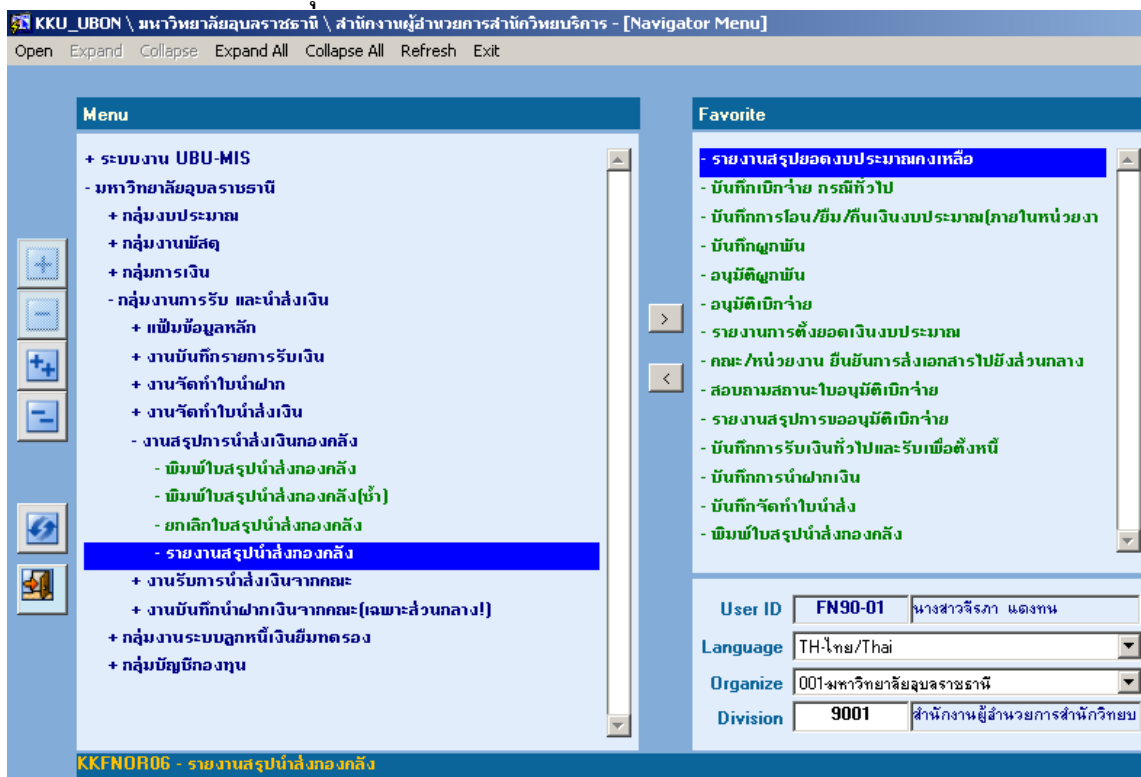 KKU_UBON \ มหาวิทยาลัยอุบลราชธานี \ สำนักงานผู้อำนวยการสำนักวิทยบริการ - [Navigator Menu]
Open Expand Collapse Expand All Collapse All Refresh Exit
Menu
+ ระบบงาน UBU-MIS
- มหาวิทยาลัยอุบลราชธานี
+ กลุ่มงบประมาณ
+ กลุ่มงานพัสดุ
+ กลุ่มการเงิน
- กลุ่มงานการรับ และนำส่งเงิน
+ แฟ้มข้อมูลหลัก
+ งานบันทึกรายการรับเงิน
+ งานจัดทำใบนำฝาก
+ งานจัดทำใบนำส่งเงิน
- งานสรุปการนำส่งเงินกองคลัง
- พิมพ์ใบสรุปนำส่งกองคลัง
- พิมพ์ใบสรุปนำส่งกองคลัง(ซ้ำ)
- ยกเลิกใบสรุปนำส่งกองคลัง
- รายงานสรุปนำส่งกองคลัง
+ งานรับการนำส่งเงินจากคณะ
+ งานบันทึกนำฝากเงินจากคณะ(เฉพาะส่วนกลาง!)
+ กลุ่มงานระบบลูกหนี้เงินยืมทดรอง
+ กลุ่มบัญชีกองทุน
>
<
Favorite
- รายงานสรุปยอดงบประมาณคงเหลือ
- บันทึกเบิกจ่าย กรณีทั่วไป
- บันทึกการโอน/ยืม/คืนเงินงบประมาณ(ภายในหน่วยงา
- บันทึกผูกพัน
- อนุมัติผูกพัน
- อนุมัติเบิกจ่าย
- รายงานการตั้งยอดเงินงบประมาณ
- คณะ/หน่วยงาน ยืนยันการส่งเอกสารไปยังส่วนกลาง
- สอบถามสถานะใบอนุมัติเบิกจ่าย
- รายงานสรุปการขออนุมัติเบิกจ่าย
- บันทึกการรับเงินทั่วไปและรับเพื่อตั้งหนี้
- บันทึกการนำฝากเงิน
- บันทึกจัดทำใบนำส่ง
- พิมพ์ใบสรุปนำส่งกองคลัง
User ID FN90-01 นางสาวจีรภา แดงทน
Language TH-ไทย/Thai
Organize 001-มหาวิทยาลัยอุบลราชธานี
Division 9001 สำนักงานผู้อำนวยการสำนักวิทยบ
KKFNOR06 - รายงานสรุปนำส่งกองคลัง